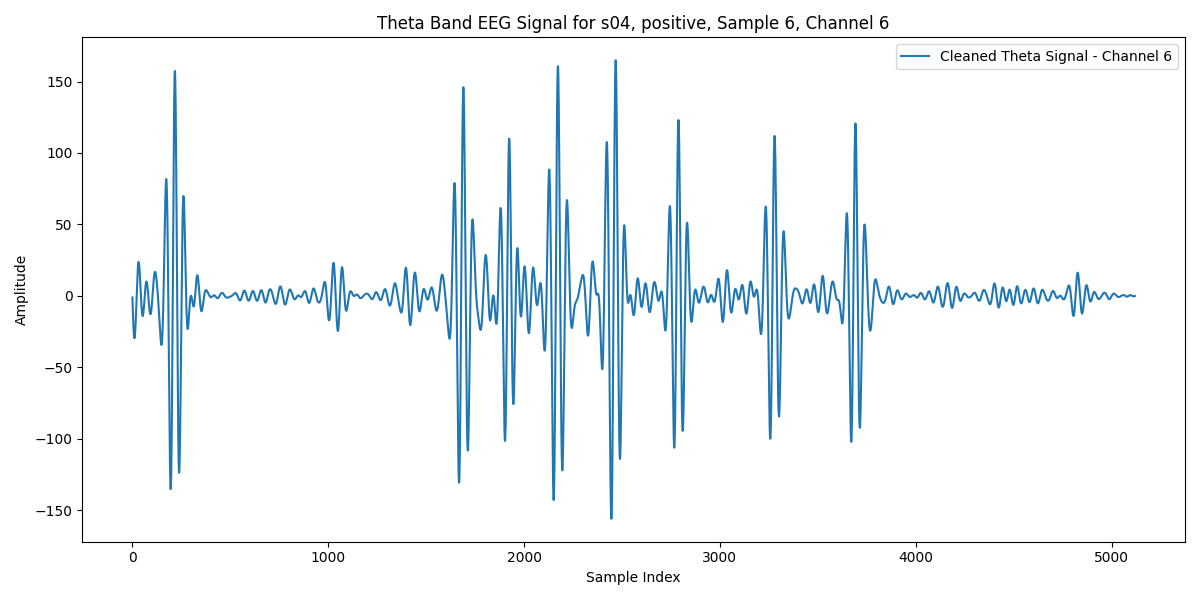 Theta Band EEG Signal for s04, positive, Sample 6, Channel 6
Cleaned Theta Signal - Channel 6
Amplitude
150
100
50
0
−50
−100
−150
0 1000 2000 3000 4000 5000
Sample Index